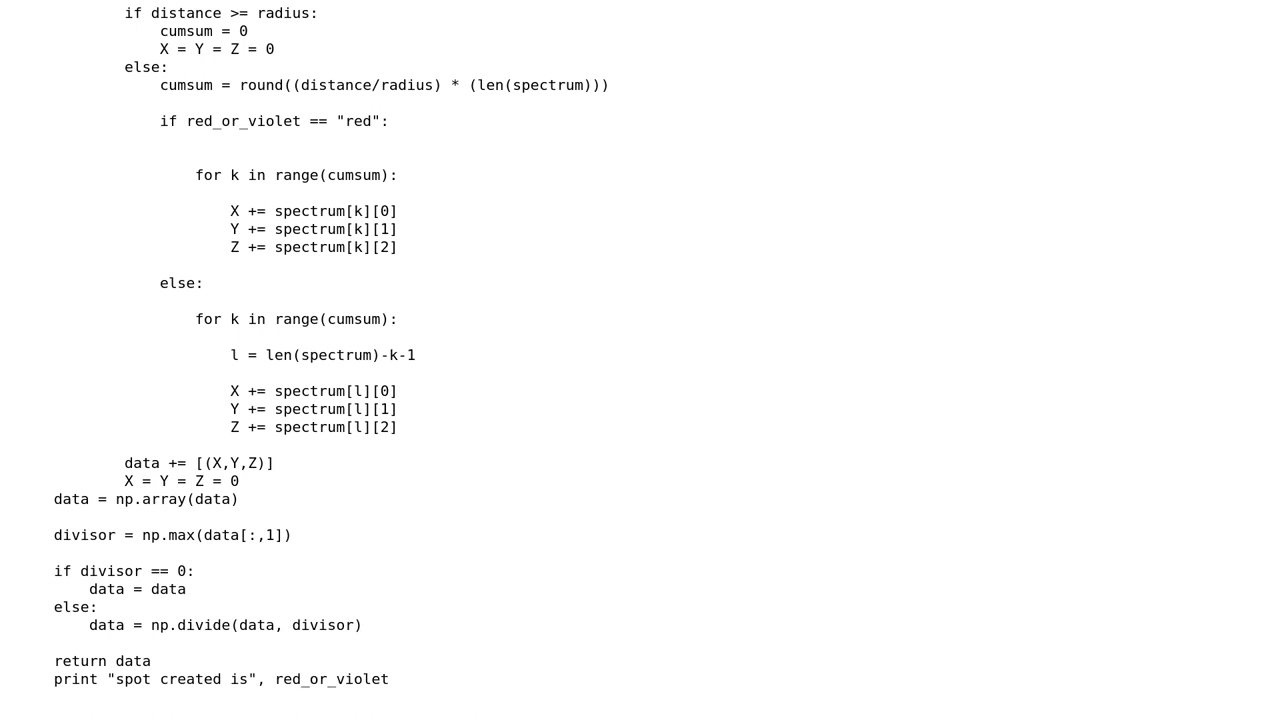 if distance >= radius:
cumsum = 0
X = Y = Z = 0
else:
cumsum = round((distance/radius) * (len(spectrum)))
if red_or_violet == "red":
for k in range(cumsum):
X += spectrum[k][0]
Y += spectrum[k][1]
Z += spectrum[k][2]
else:
for k in range(cumsum):
l = len(spectrum)-k-1
X += spectrum[l][0]
Y += spectrum[l][1]
Z += spectrum[l][2]
data += [(X,Y,Z)]
X = Y = Z = 0
data = np.array(data)
divisor = np.max(data[:,1])
if divisor == 0:
data = data
else:
data = np.divide(data, divisor)
return data
print "spot created is", red_or_violet